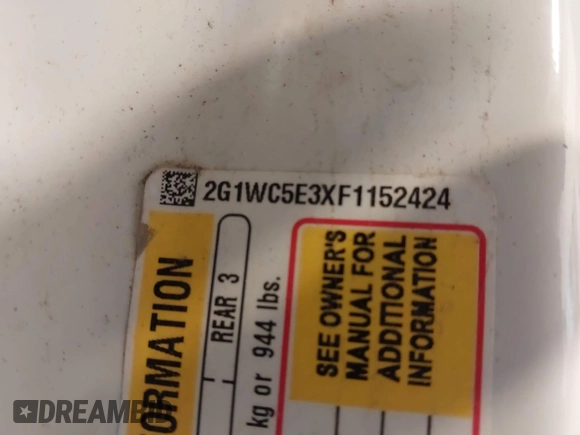 2G1WC5E3XF1152424
ORMATION
REAR 3
kg or 944 lbs.
SEE OWNER'S
MANUAL FOR
ADDITIONAL
INFORMATION
DREAMBID